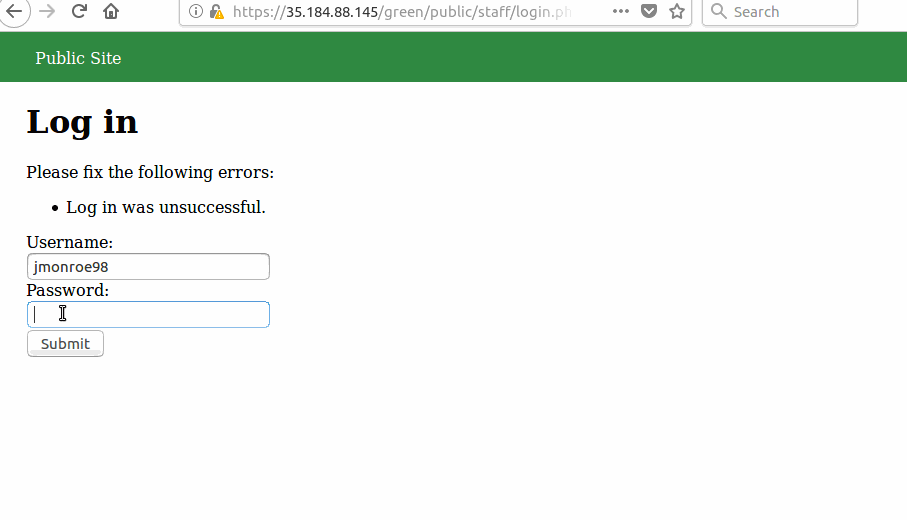 https://35.184.88.145/green/public/staff/login.ph
Search
Public Site
Log in
Please fix the following errors:
• Log in was unsuccessful.
Username:
jmonroe98
Password:
Submit